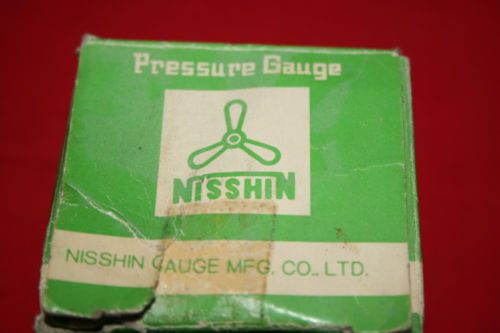 Pressure Gauge
NISSHIN
NISSHIN GAUGE MFG. CO., LTD.